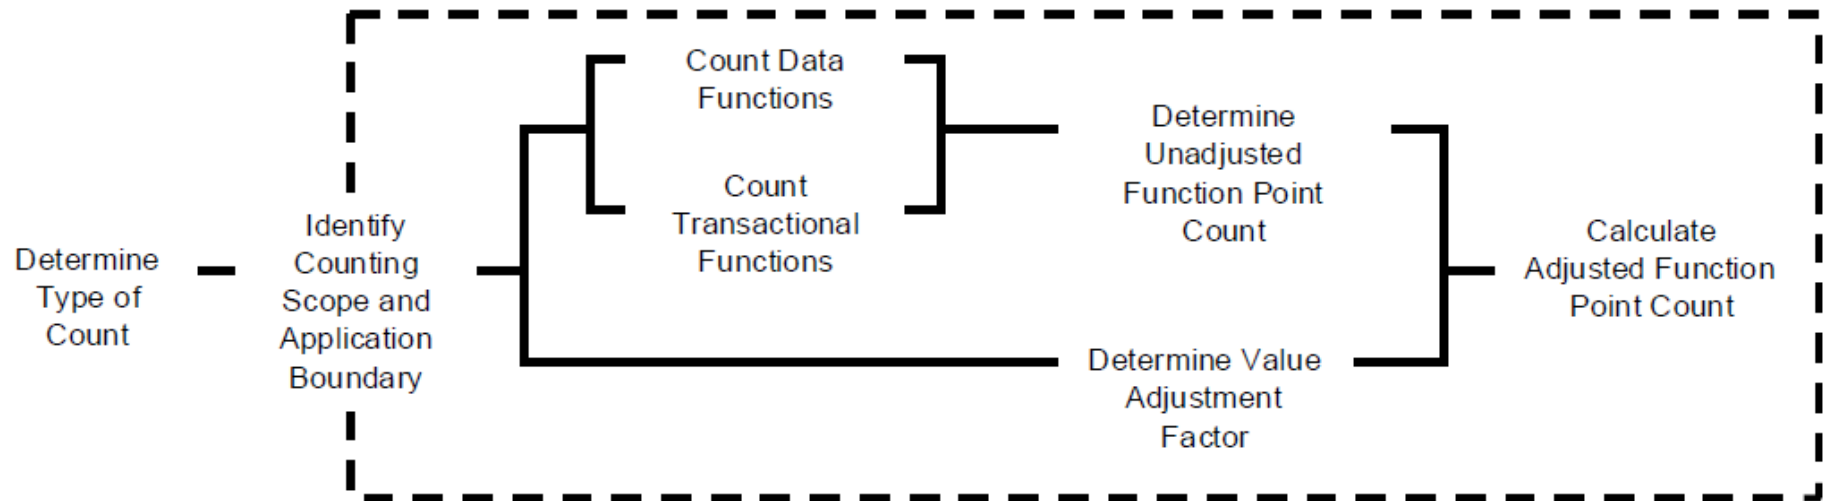 Determine
Type of
Count
Identify
Counting
Scope and
Application
Boundary
Count Data
Functions
Count
Transactional
Functions
Determine
Unadjusted
Function Point
Count
Determine Value
Adjustment
Factor
Calculate
Adjusted Function
Point Count